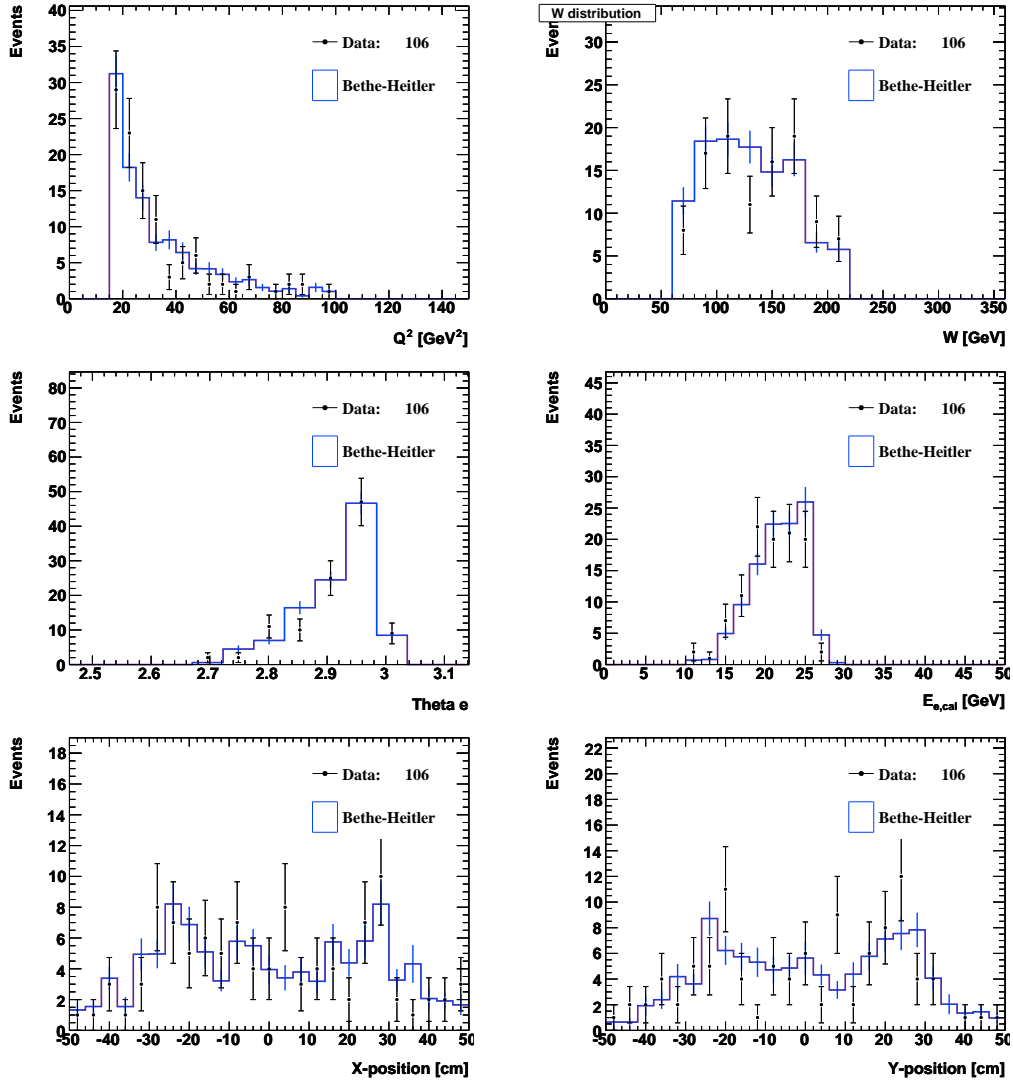 Events
40
35
30
25
20
15
10
5
0
Data: 106
Bethe-Heitler
20 40 60 80 100 120 140
Q² [GeV²]
W distribution
Events
30
25
20
15
10
5
0
Data: 106
Bethe-Heitler
50 100 150 200 250 300 350
W [GeV]
Events
80
70
60
50
40
30
20
10
0
Data: 106
Bethe-Heitler
2.5 2.6 2.7 2.8 2.9 3 3.1
Theta e
Events
45
40
35
30
25
20
15
10
5
0
Data: 106
Bethe-Heitler
0 5 10 15 20 25 30 35 40 45 50
E e,cal [GeV]
Events
18
16
14
12
10
8
6
4
2
0
Data: 106
Bethe-Heitler
-50 -40 -30 -20 -10 0 10 20 30 40 50
X-position [cm]
Events
22
20
18
16
14
12
10
8
6
4
2
0
Data: 106
Bethe-Heitler
-50 -40 -30 -20 -10 0 10 20 30 40 50
Y-position [cm]